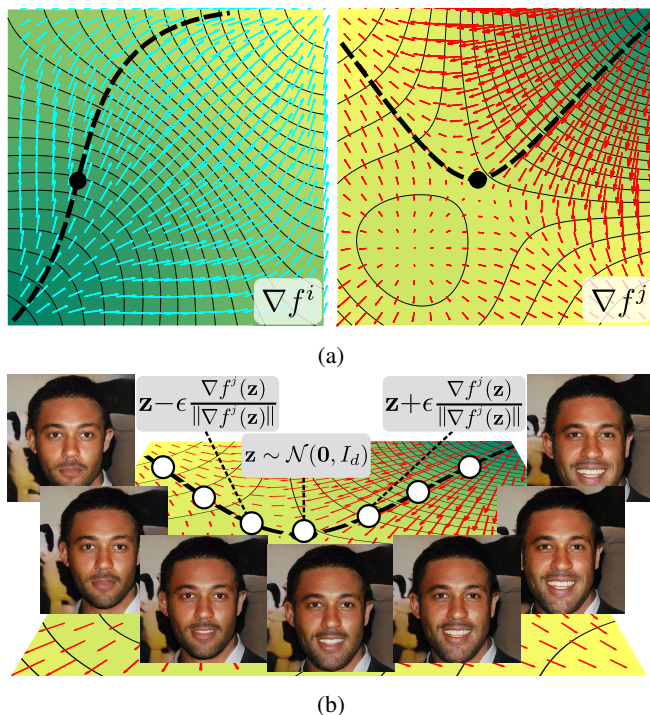 ∇f^i ∇f^j
(a)
z−ϵ ∇f^j(z) / ‖∇f^j(z)‖ z+ϵ ∇f^j(z) / ‖∇f^j(z)‖
z ∼ 𝒩(0, I_d)
(b)